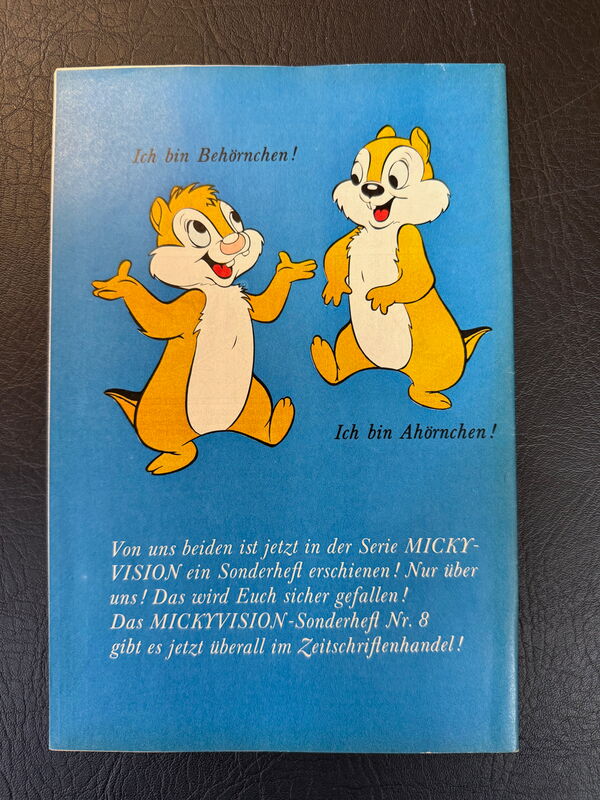 Ich bin Behörnchen!
Ich bin Ahörnchen!
Von uns beiden ist jetzt in der Serie MICKY-
VISION ein Sonderheft erschienen! Nur über
uns! Das wird Euch sicher gefallen!
Das MICKYVISION-Sonderheft Nr. 8
gibt es jetzt überall im Zeitschriftenhandel!